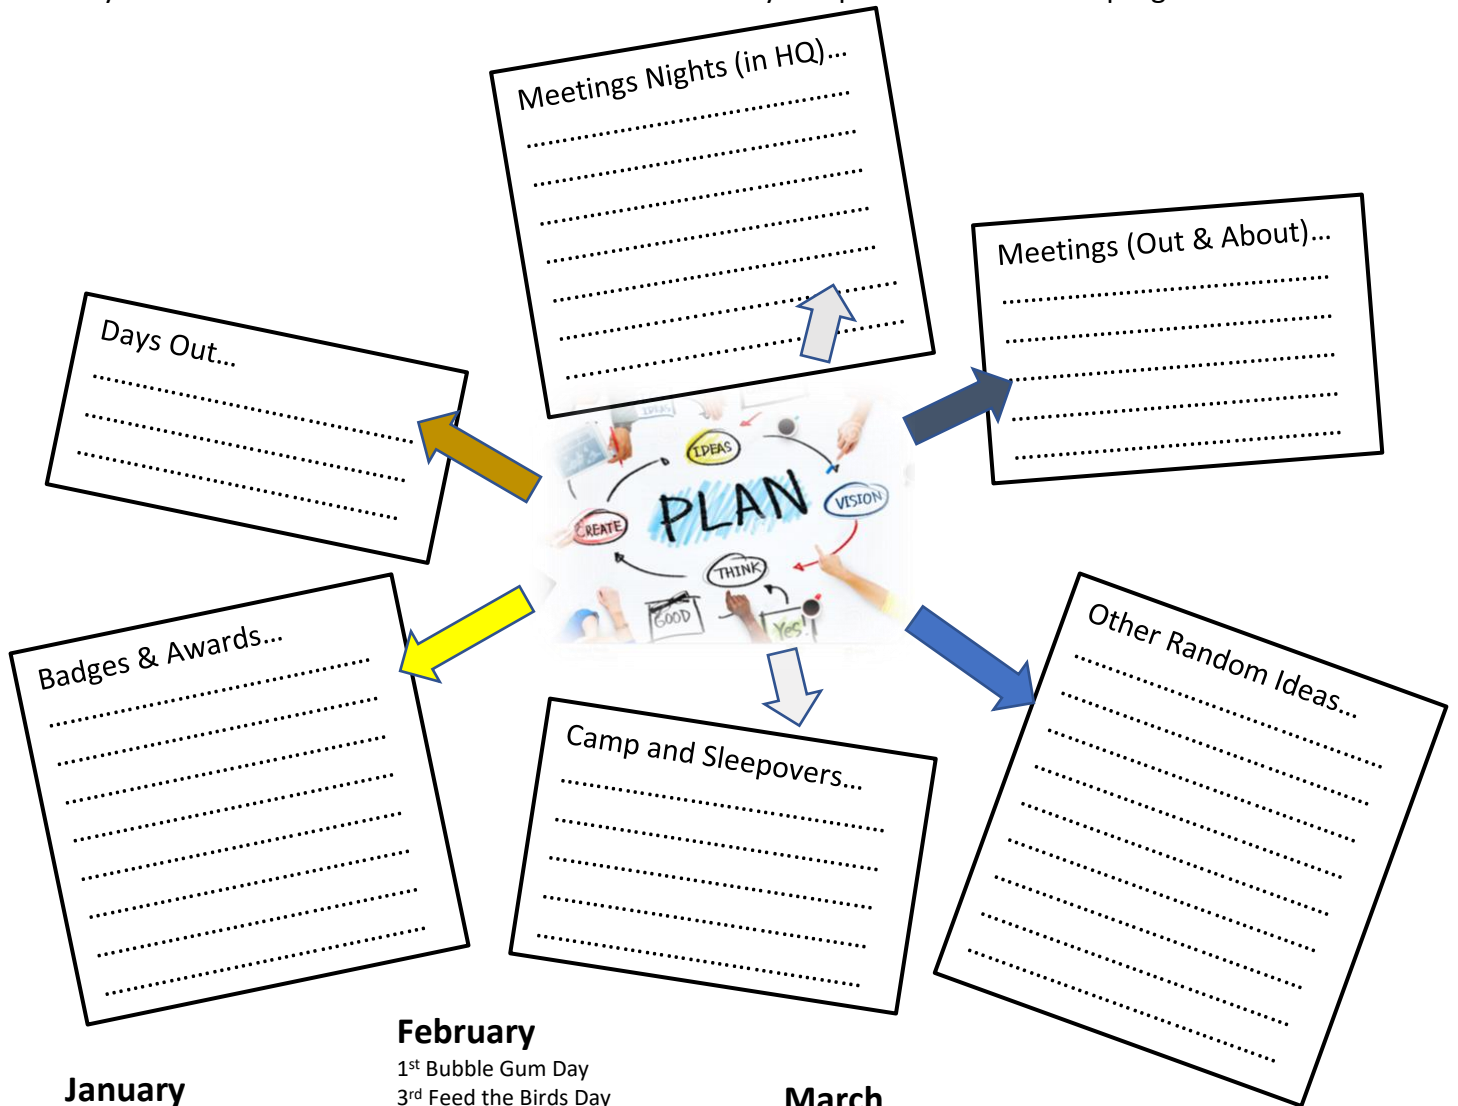 Meetings Nights (in HQ)...
................................................
................................................
................................................
................................................
................................................
................................................
................................................
Meetings (Out & About)...
................................................
................................................
................................................
................................................
................................................
Days Out...
................................................
................................................
................................................
IDEAS
IDEAS
PLAN
VISION
CREATE
THINK
GOOD
Yes!
Badges & Awards...
................................................
................................................
................................................
................................................
................................................
................................................
................................................
................................................
Camp and Sleepovers...
................................................
................................................
................................................
................................................
................................................
Other Random Ideas...
................................................
................................................
................................................
................................................
................................................
................................................
................................................
................................................
................................................
January
February
1st Bubble Gum Day
3rd Feed the Birds Day
March